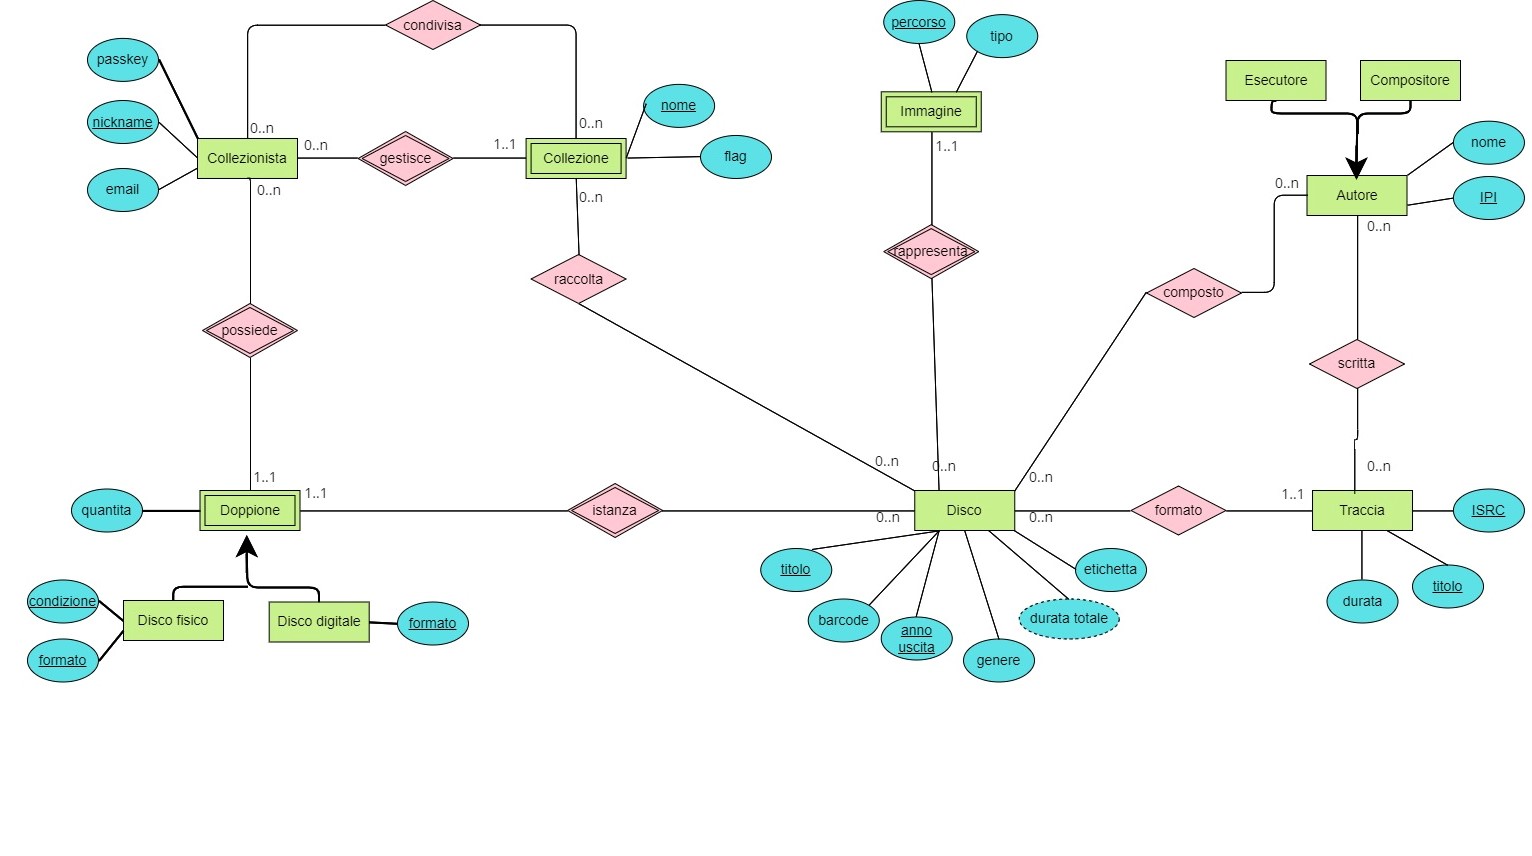 condivisa
percorso
tipo
passkey
Esecutore
Compositore
nome
Immagine
nickname
0..n
0..n
0..n
1..1
1..1
nome
Collezionista
gestisce
Collezione
flag
email
0..n
0..n
0..n
Autore
IPI
0..n
rappresenta
raccolta
composto
possiede
scritta
0..n
0..n
0..n
0..n
1..1
1..1
1..1
quantita
Doppione
istanza
0..n
Disco
0..n
formato
Traccia
ISRC
titolo
etichetta
condizione
Disco fisico
Disco digitale
formato
barcode
anno
uscita
durata totale
durata
titolo
formato
genere